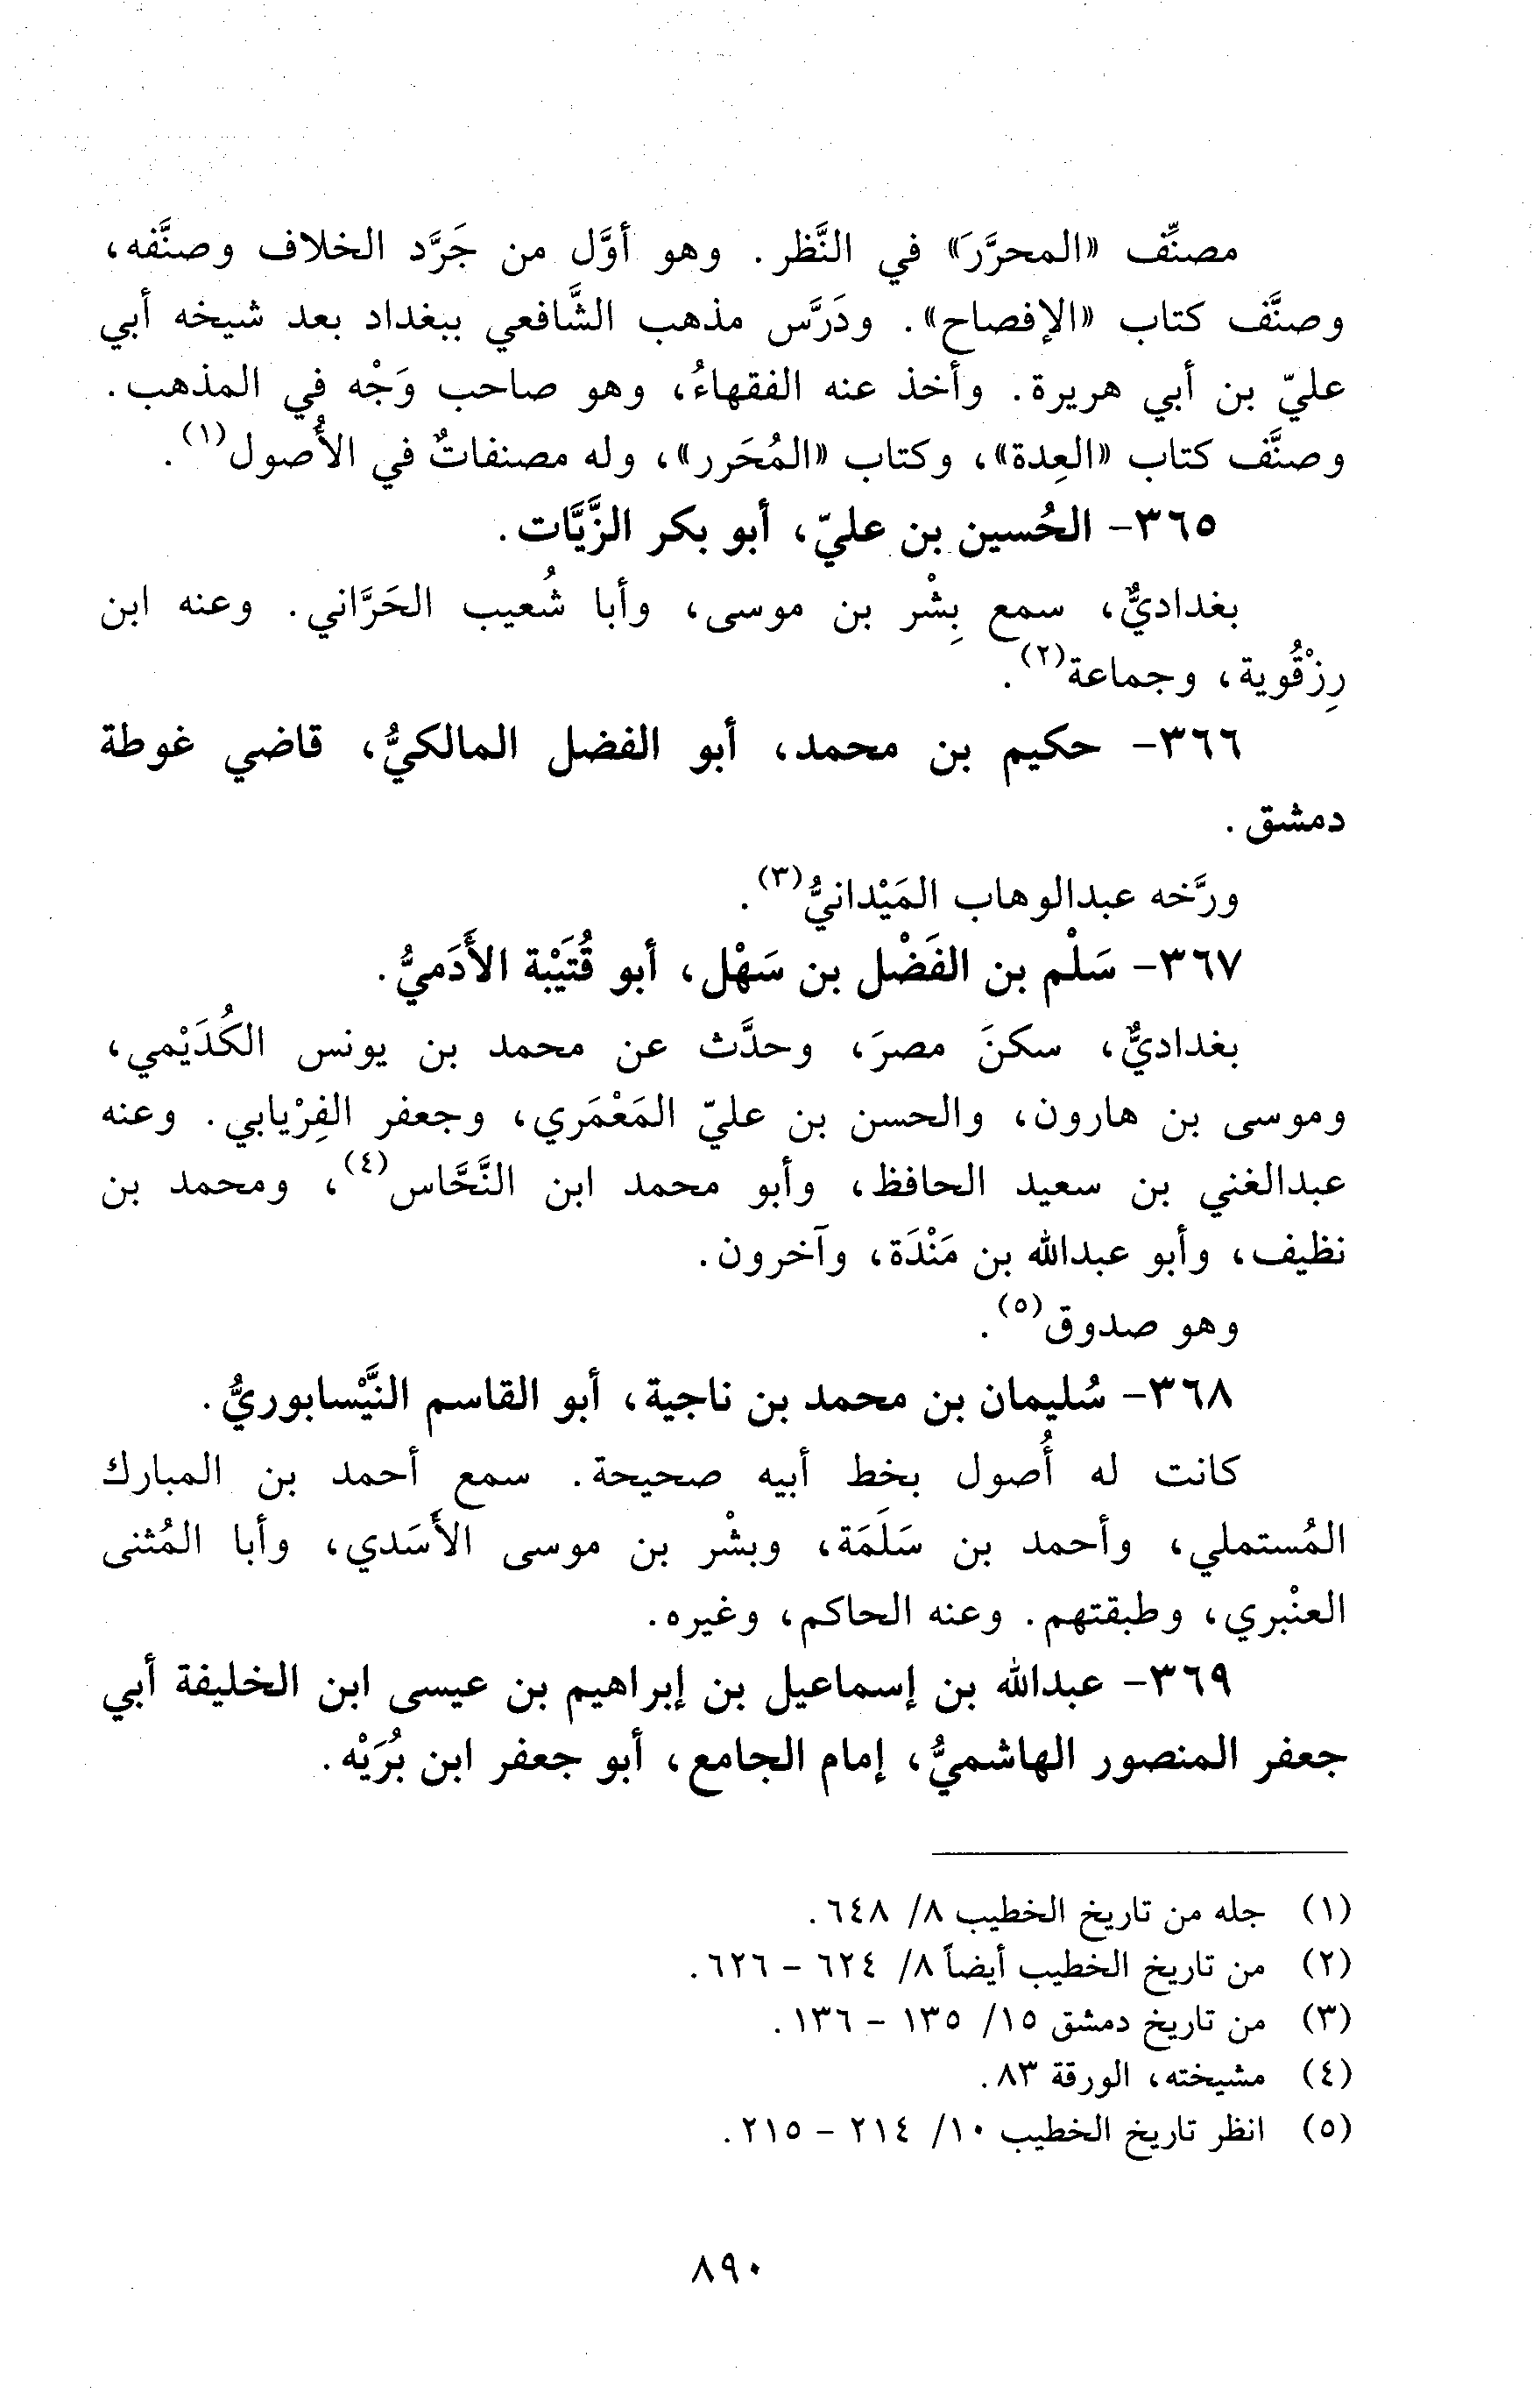 مصنِّف «المحرَّرَ» في النَّظر. وهو أوَّل من جَرَّد الخلاف وصنَّفه،
وصنَّف كتاب «الإفصاح». ودَرَّس مذهب الشَّافعي ببغداد بعد شيخه أبي
عليّ بن أبي هريرة. وأخذ عنه الفقهاءُ، وهو صاحب وَجْه في المذهب.
وصنَّف كتاب «العِدة»، وكتاب «المُحَرر»، وله مصنفاتٌ في الأُصول(١).
٣٦٥- الحُسين بن عليّ، أبو بكر الزَّيَّات.
بغداديٌّ، سمع بِشْر بن موسى، وأبا شُعيب الحَرَّاني. وعنه ابن
رِزْقُوية، وجماعة(٢).
٣٦٦- حكيم بن محمد، أبو الفضل المالكيُّ، قاضي غوطة
دمشق.
ورَّخه عبدالوهاب المَيْدانيُّ(٣).
٣٦٧- سَلْم بن الفَضْل بن سَهْل، أبو قُتَيْبة الأَدَميُّ.
بغداديٌّ، سكنَ مصرَ، وحدَّث عن محمد بن يونس الكُدَيْمي،
وموسى بن هارون، والحسن بن عليّ المَعْمَري، وجعفر الفِرْيابي. وعنه
عبدالغني بن سعيد الحافظ، وأبو محمد ابن النَّحَّاس(٤)، ومحمد بن
نظيف، وأبو عبدالله بن مَنْدَة، وآخرون.
وهو صدوق(٥).
٣٦٨- سُليمان بن محمد بن ناجية، أبو القاسم النَّيْسابوريُّ.
كانت له أُصول بخط أبيه صحيحة. سمع أحمد بن المبارك
المُستملي، وأحمد بن سَلَمَة، وبشْر بن موسى الأَسَدي، وأبا المُثنى
العنْبري، وطبقتهم. وعنه الحاكم، وغيره.
٣٦٩- عبدالله بن إسماعيل بن إبراهيم بن عيسى ابن الخليفة أبي
جعفر المنصور الهاشميُّ، إمام الجامع، أبو جعفر ابن بُرَيْه.
(١) جله من تاريخ الخطيب ٨/ ٦٤٨.
(٢) من تاريخ الخطيب أيضاً ٨/ ٦٢٤ - ٦٢٦.
(٣) من تاريخ دمشق ١٥/ ١٣٥ - ١٣٦.
(٤) مشيخته، الورقة ٨٣.
(٥) انظر تاريخ الخطيب ١٠/ ٢١٤ - ٢١٥.
٨٩٠